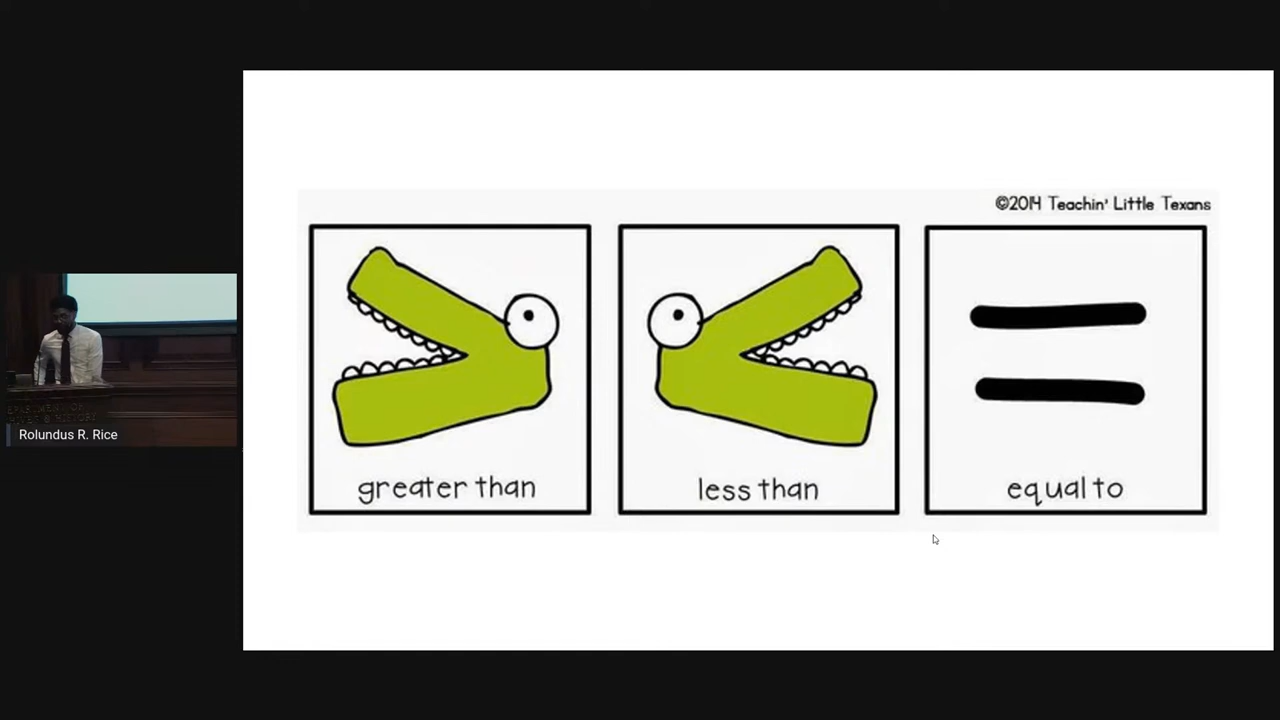 ©2014 Teachin' Little Texans
greater than
less than
equal to
Rolundus R. Rice